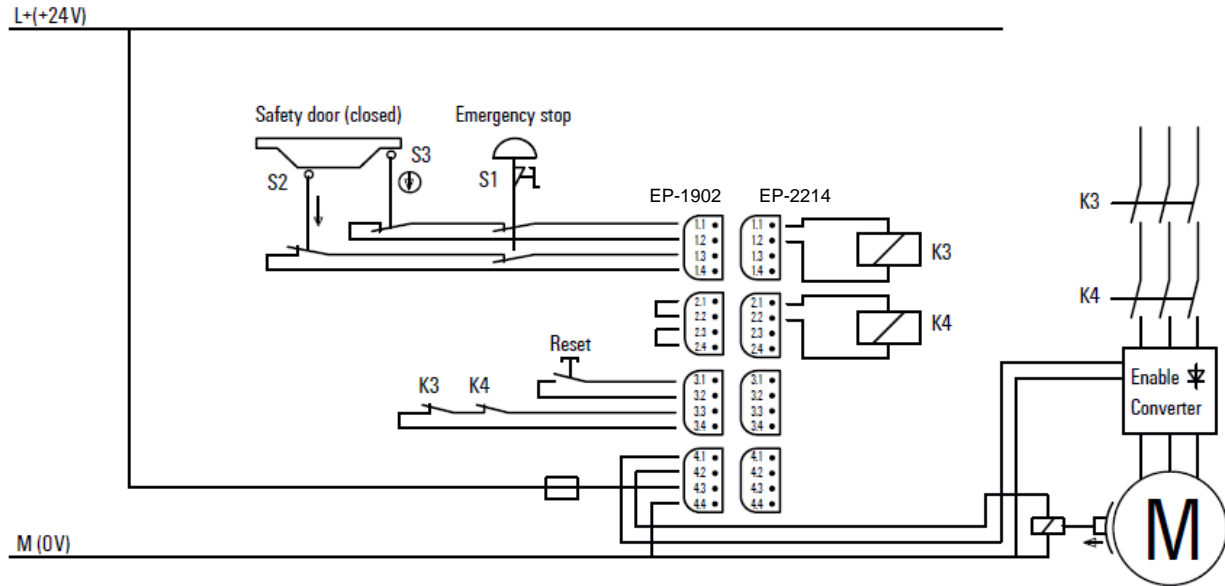 L+(+24V)
Safety door (closed)
Emergency stop
S3
S2
S1
EP-1902
EP-2214
K3
1.1
1.2
1.3
1.4
1.1
1.2
1.3
1.4
K3
2.1
2.2
2.3
2.4
2.1
2.2
2.3
2.4
K4
K4
Reset
K3
K4
3.1
3.2
3.3
3.4
3.1
3.2
3.3
3.4
Enable
Converter
4.1
4.2
4.3
4.4
4.1
4.2
4.3
4.4
M
M (0V)